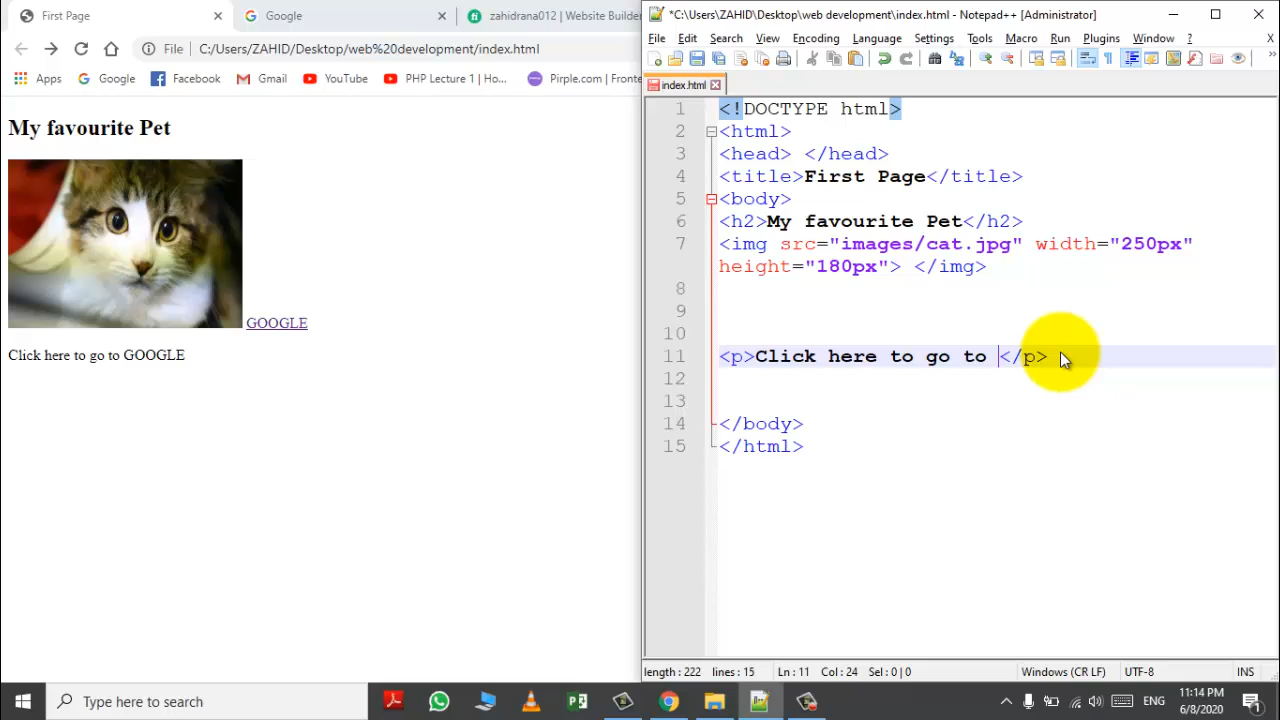 First Page
Google
zahidrana012 | Website Builder
File C:/Users/ZAHID/Desktop/web%20development/index.html
Apps Google Facebook Gmail YouTube PHP Lecture 1 | Ho... Pirple.com | Fronte
My favourite Pet
GOOGLE
Click here to go to GOOGLE
*C:\Users\ZAHID\Desktop\web development\index.html - Notepad++ [Administrator]
File Edit Search View Encoding Language Settings Tools Macro Run Plugins Window ? X
index.html
1 <!DOCTYPE html>
2 <html>
3 <head> </head>
4 <title>First Page</title>
5 <body>
6 <h2>My favourite Pet</h2>
7 <img src="images/cat.jpg" width="250px"
height="180px"> </img>
8
9
10
11 <p>Click here to go to </p>
12
13
14 </body>
15 </html>
length : 222 lines : 15 Ln : 11 Col : 24 Sel : 0 | 0 Windows (CR LF) UTF-8 INS
Type here to search
ENG
11:14 PM
6/8/2020